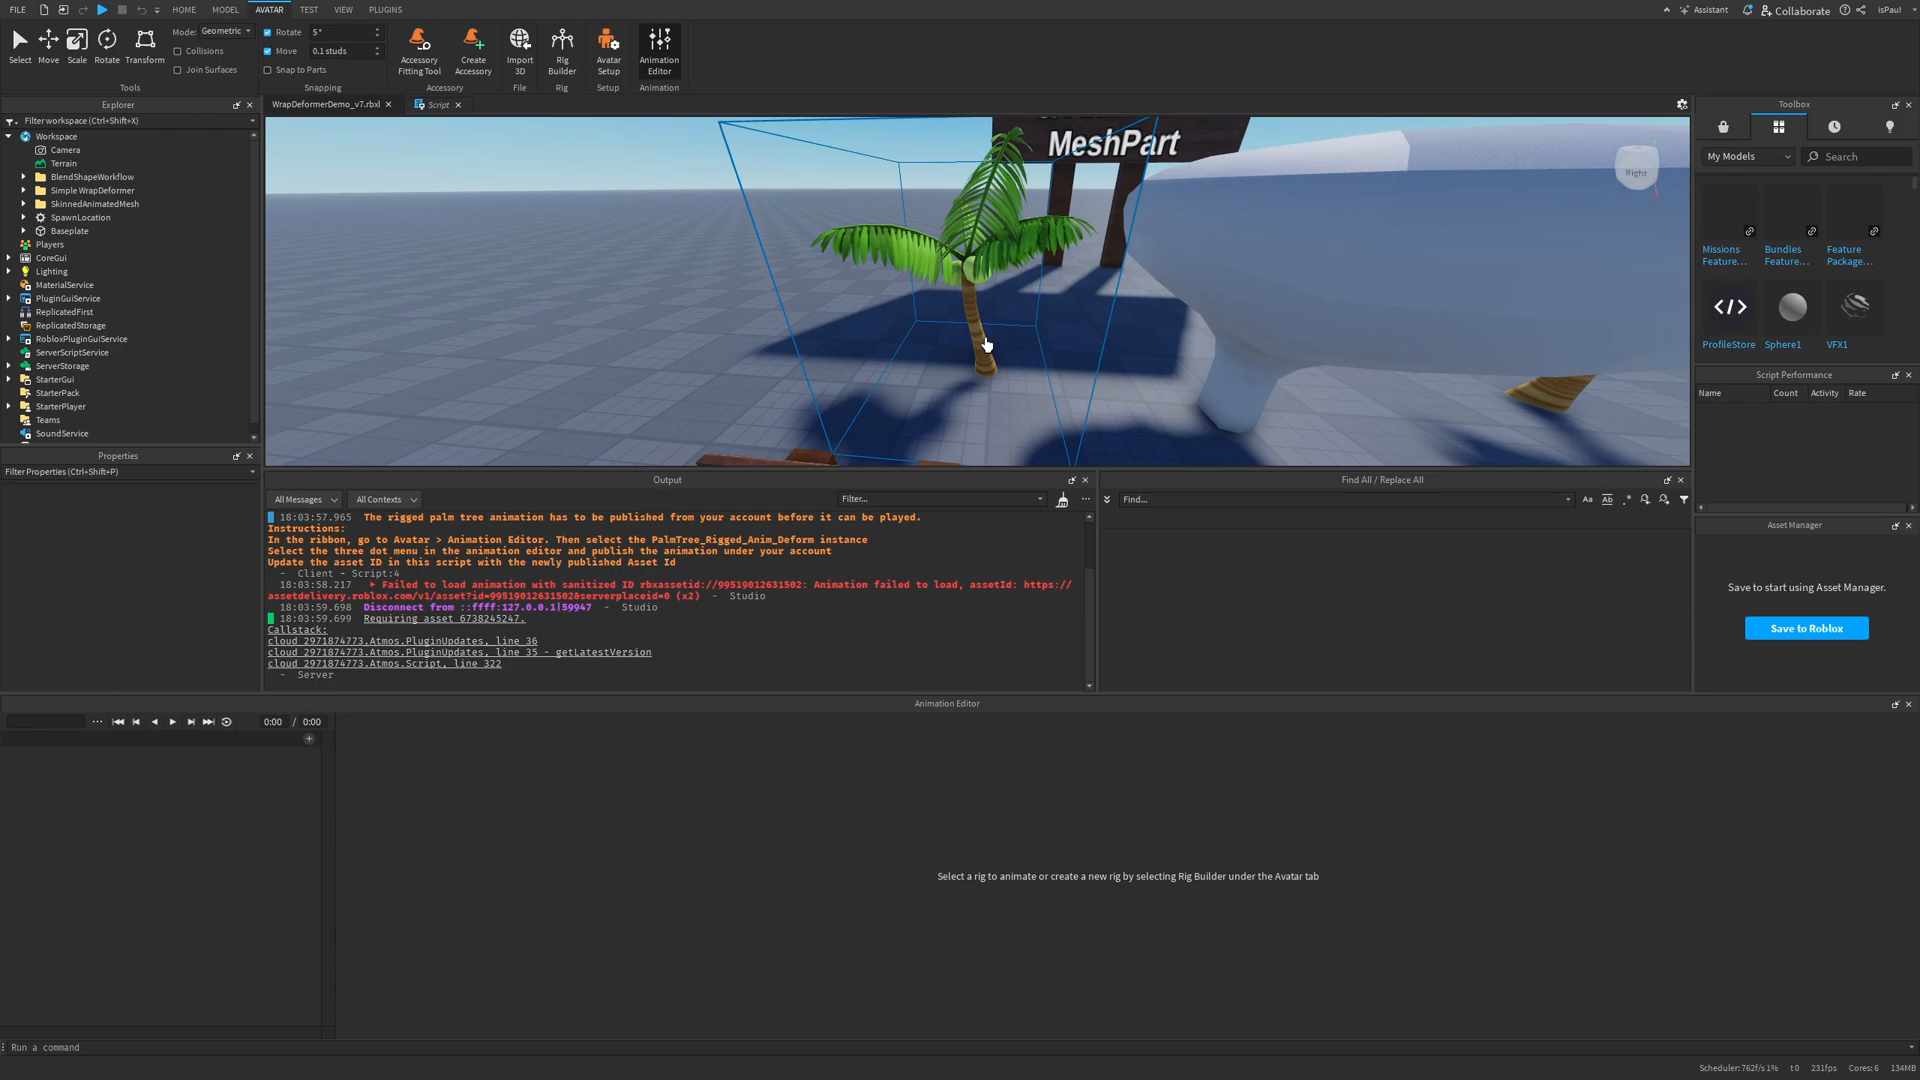 FILE
HOME
MODEL
AVATAR
TEST
VIEW
PLUGINS
Assistant
Collaborate
isPaul
Select
Move
Scale
Rotate
Transform
Mode:
Geometric
Collisions
Join Surfaces
Tools
Rotate
5°
Move
0.1 studs
Snap to Parts
Snapping
Accessory
Fitting Tool
Create
Accessory
Accessory
Import
3D
File
Rig
Builder
Rig
Avatar
Setup
Setup
Animation
Editor
Animation
Explorer
Filter workspace (Ctrl+Shift+X)
Workspace
Camera
Terrain
BlendShapeWorkflow
Simple WrapDeformer
SkinnedAnimatedMesh
SpawnLocation
Baseplate
Players
CoreGui
Lighting
MaterialService
PluginGuiService
ReplicatedFirst
ReplicatedStorage
RobloxPluginGuiService
ServerScriptService
ServerStorage
StarterGui
StarterPack
StarterPlayer
Teams
SoundService
Properties
Filter Properties (Ctrl+Shift+P)
WrapDeformerDemo_v7.rbxl
Script
MeshPart
Right
Output
All Messages
All Contexts
Filter...
18:03:57.965 The rigged palm tree animation has to be published from your account before it can be played.
Instructions:
In the ribbon, go to Avatar > Animation Editor. Then select the PalmTree_Rigged_Anim_Deform instance
Select the three dot menu in the animation editor and publish the animation under your account
Update the asset ID in this script with the newly published Asset Id
- Client - Script:4
18:03:58.217 ▸ Failed to load animation with sanitized ID rbxassetid://99519012631502: Animation failed to load, assetId: https://
assetdelivery.roblox.com/v1/asset?id=99519012631502&serverplaceid=0 (x2) - Studio
18:03:59.698 Disconnect from ::ffff:127.0.0.1|59947 - Studio
18:03:59.699 Requiring asset 6738245247.
Callstack:
cloud_2971874773.Atmos.PluginUpdates, line 36
cloud_2971874773.Atmos.PluginUpdates, line 35 - getLatestVersion
cloud_2971874773.Atmos.Script, line 322
- Server
Find All / Replace All
Find...
Aa
Ab
.*
Toolbox
My Models
Search
Missions
Feature...
Bundles
Feature...
Feature
Package...
ProfileStore
Sphere1
VFX1
Script Performance
Name
Count
Activity
Rate
Asset Manager
Save to start using Asset Manager.
Save to Roblox
Animation Editor
0:00 / 0:00
Select a rig to animate or create a new rig by selecting Rig Builder under the Avatar tab
Run a command
Scheduler: 762f/s 1%
t 0
231fps
Cores: 6
134MB